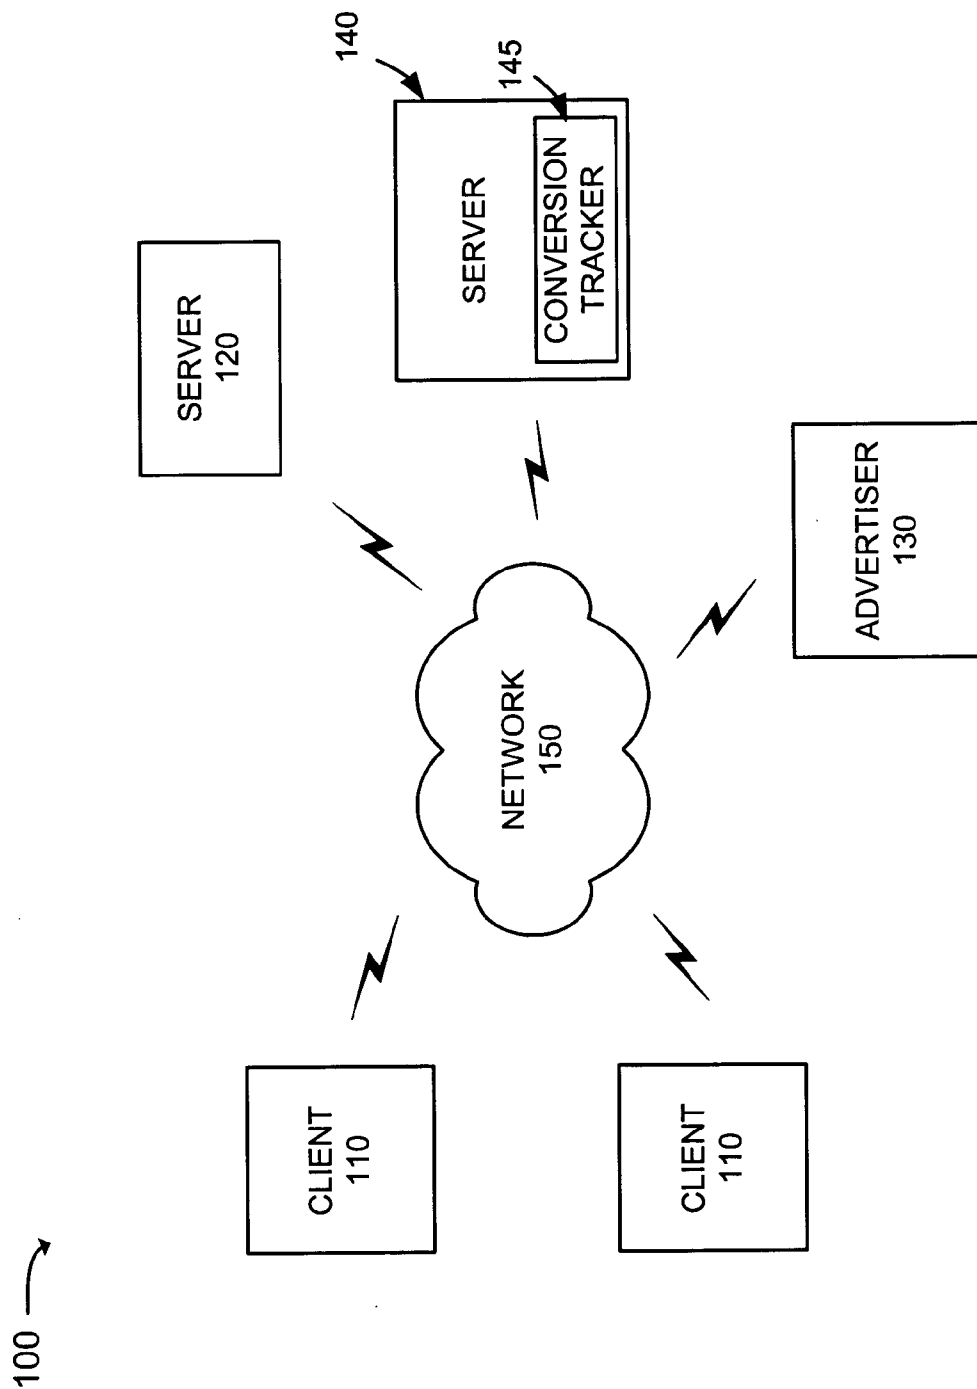 100
CLIENT
110
CLIENT
110
NETWORK
150
SERVER
120
SERVER
140
CONVERSION
TRACKER
145
ADVERTISER
130